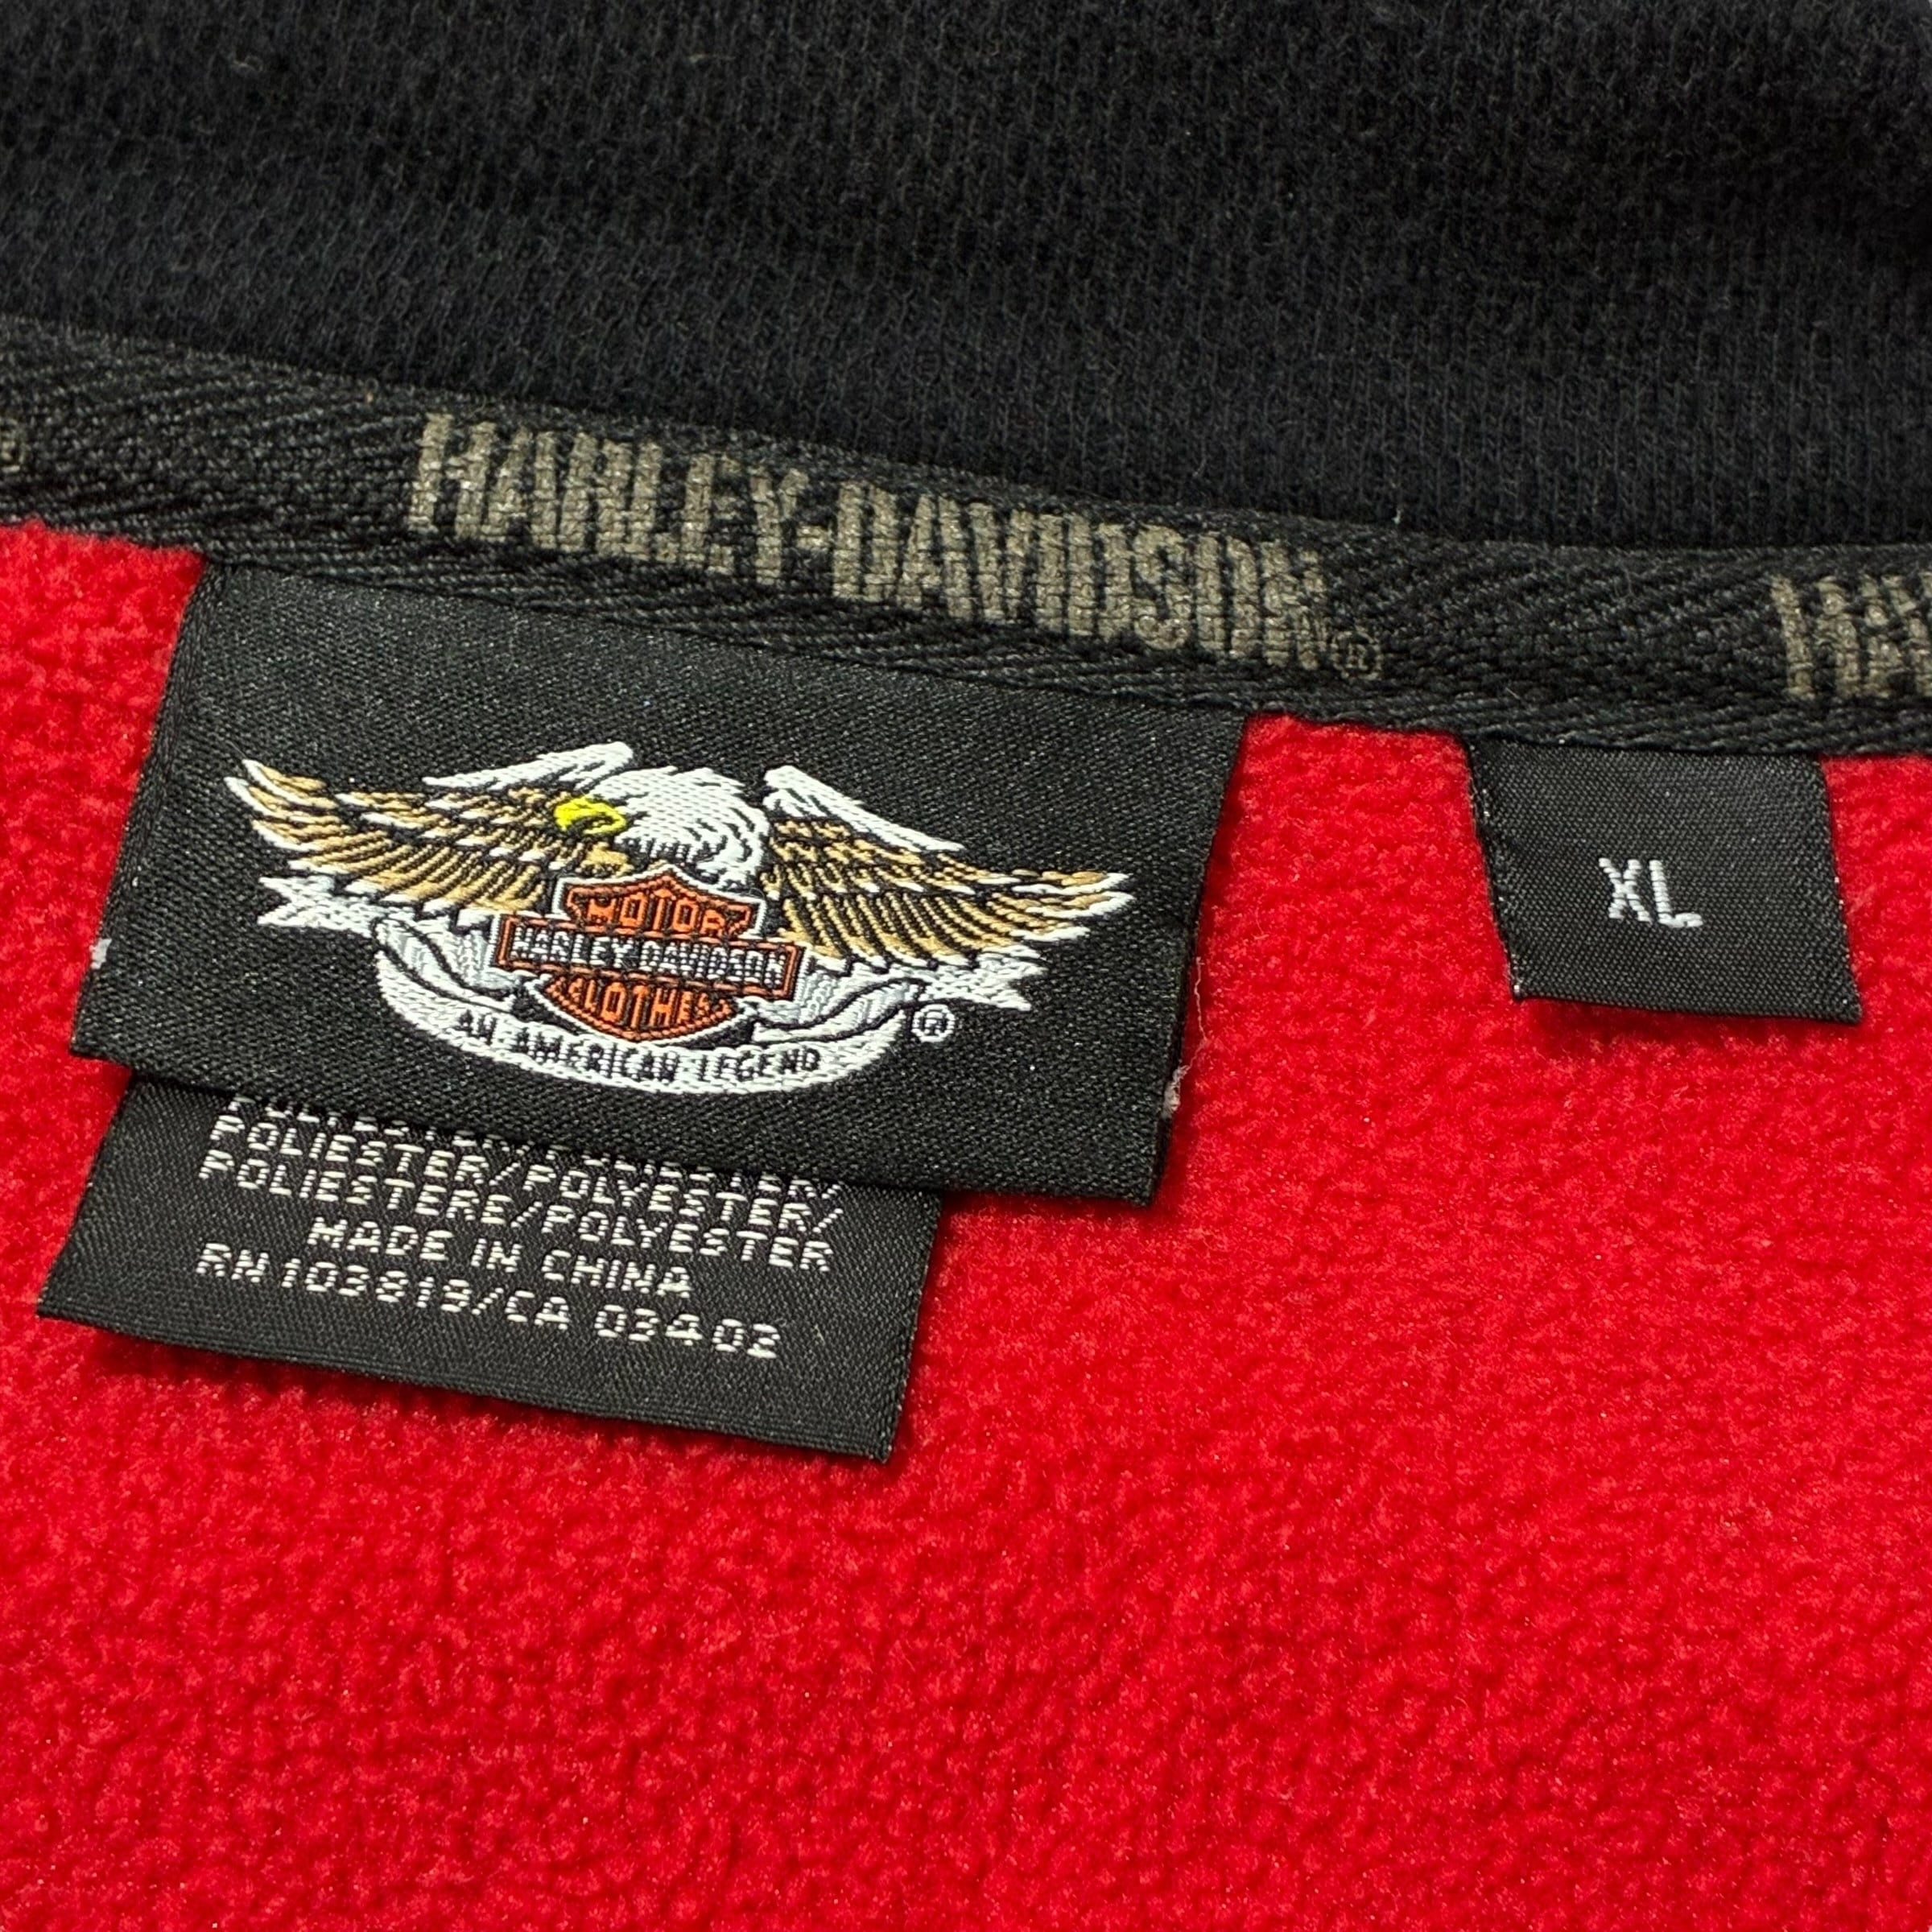 HARLEY-DAVIDSON®
MOTOR
HARLEY-DAVIDSON
CLOTHES
AN AMERICAN LEGEND
®
XL
POLIESTER/POLYESTER/
POLIESTERE/POLYESTER
MADE IN CHINA
RN 103819/CA 03402